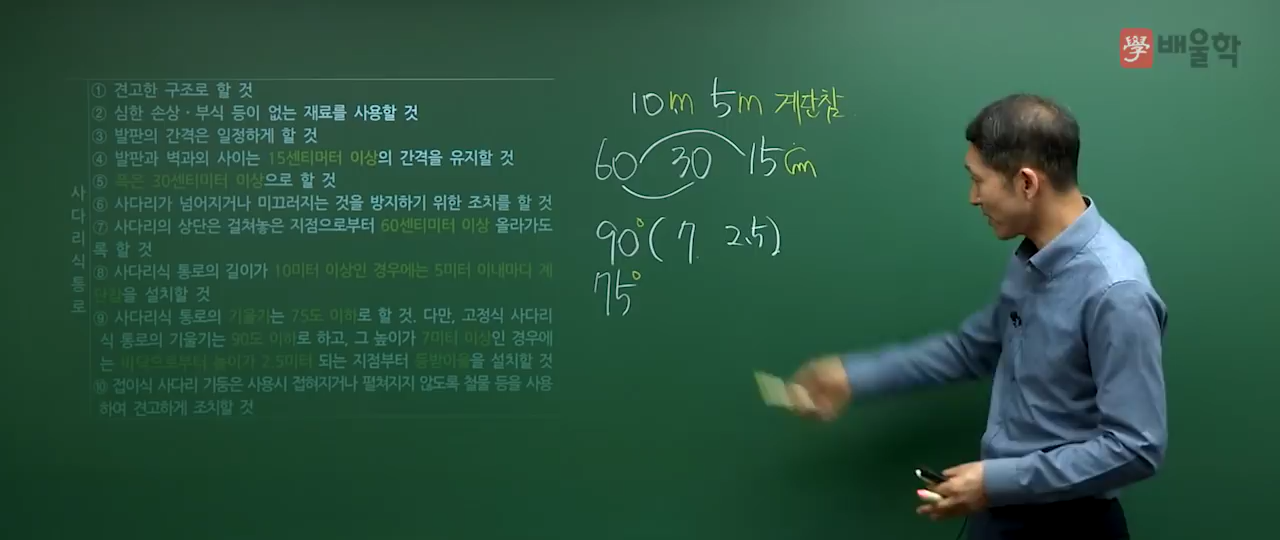 學 배울학
사다리식통로
① 견고한 구조로 할 것
② 심한 손상·부식 등이 없는 재료를 사용할 것
③ 발판의 간격은 일정하게 할 것
④ 발판과 벽과의 사이는 15센티미터 이상의 간격을 유지할 것
⑤ 폭은 30센티미터 이상으로 할 것
⑥ 사다리가 넘어지거나 미끄러지는 것을 방지하기 위한 조치를 할 것
⑦ 사다리의 상단은 걸쳐놓은 지점으로부터 60센티미터 이상 올라가도
록 할 것
⑧ 사다리식 통로의 길이가 10미터 이상인 경우에는 5미터 이내마다 계
단참을 설치할 것
⑨ 사다리식 통로의 기울기는 75도 이하로 할 것. 다만, 고정식 사다리
식 통로의 기울기는 90도 이하로 하고, 그 높이가 7미터 이상인 경우에
는 바닥으로부터 높이가 2.5미터 되는 지점부터 등받이울을 설치할 것
⑩ 접이식 사다리 기둥은 사용시 접혀지거나 펼쳐지지 않도록 철물 등을 사용
하여 견고하게 조치할 것
10m 5m 계단참
60 30 15cm
90° ( 7. 2.5)
75°